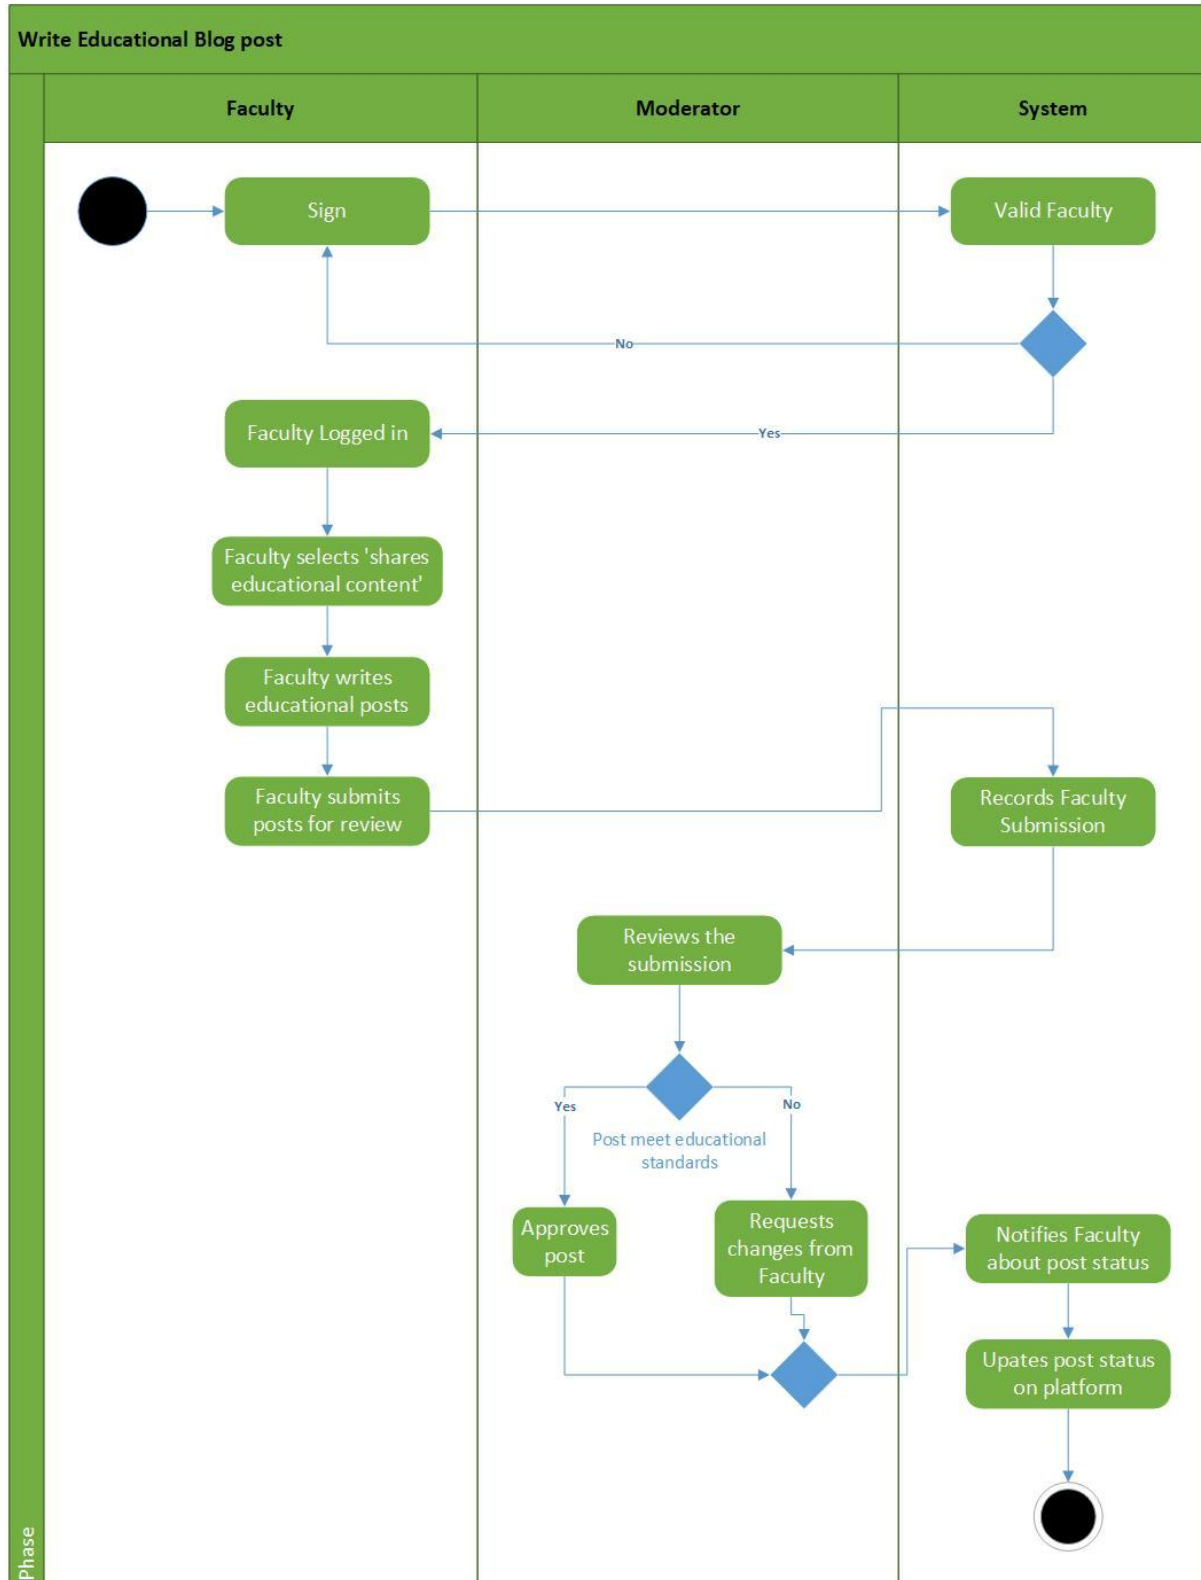 Write Educational Blog post
Faculty
Moderator
System
Sign
Valid Faculty
No
Faculty Logged in
Yes
Faculty selects 'shares
educational content'
Faculty writes
educational posts
Faculty submits
posts for review
Records Faculty
Submission
Reviews the
submission
Yes
No
Post meet educational
standards
Approves
post
Requests
changes from
Faculty
Notifies Faculty
about post status
Upates post status
on platform
Phase